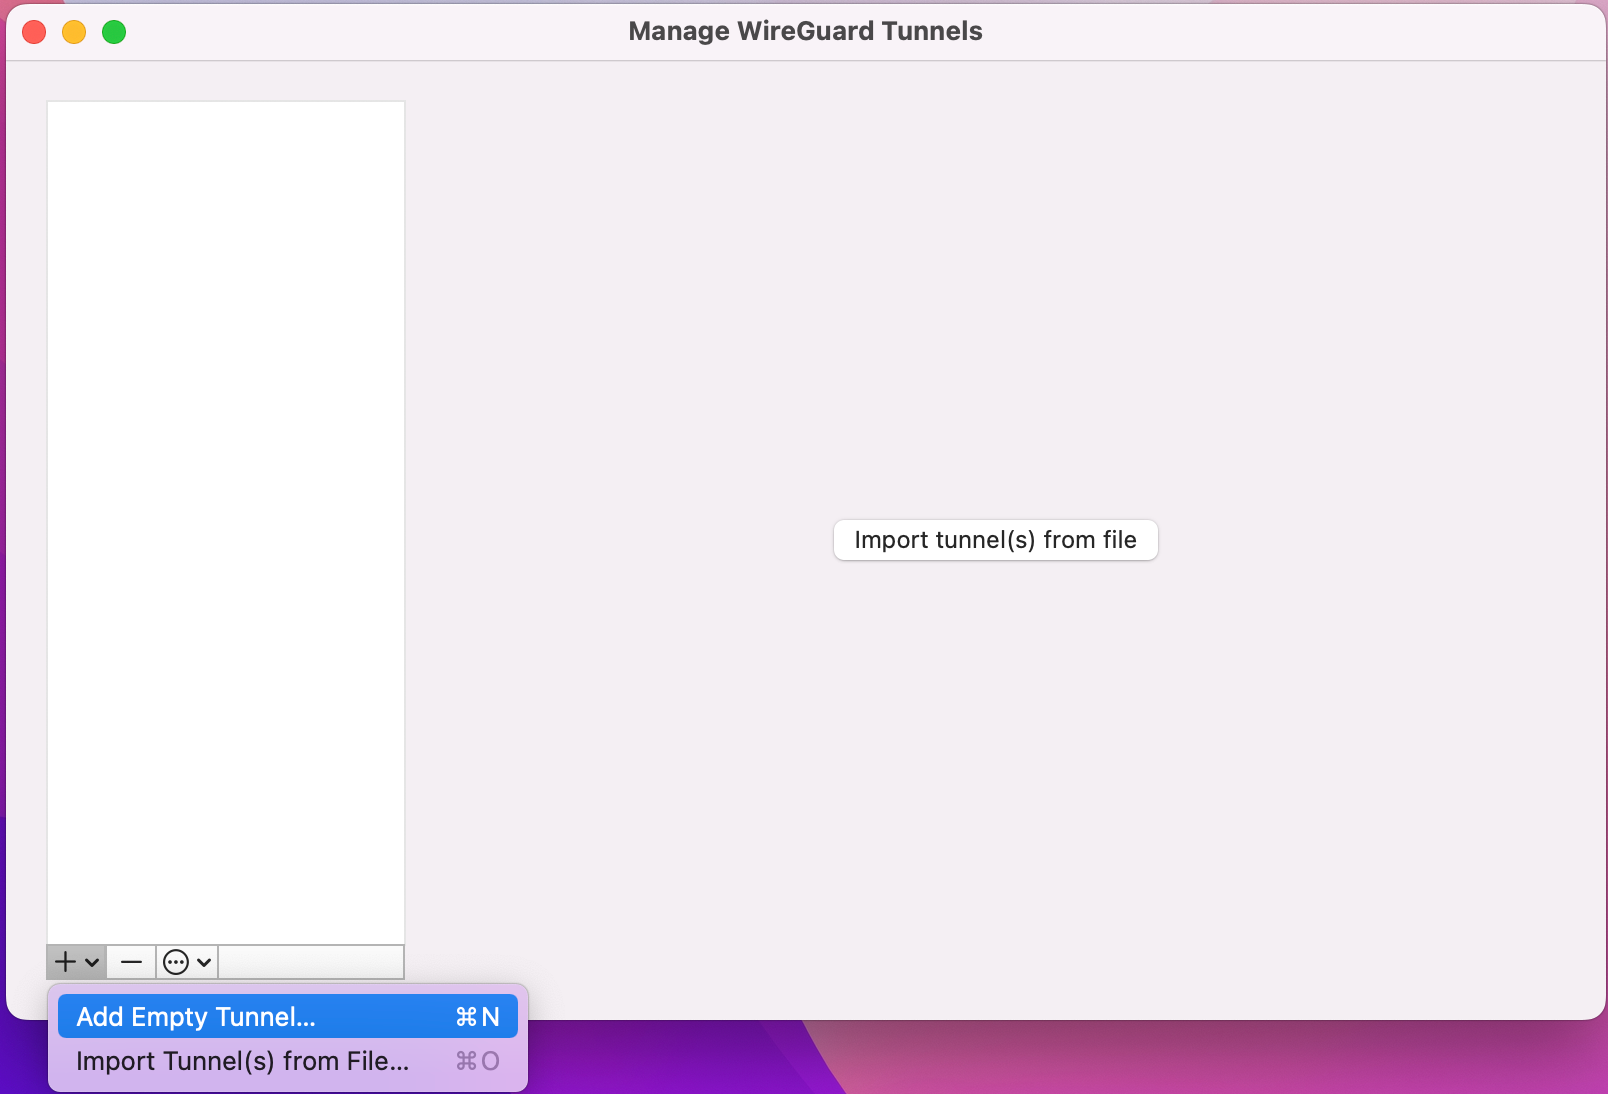 Manage WireGuard Tunnels
Import tunnel(s) from file
Add Empty Tunnel... ⌘N
Import Tunnel(s) from File... ⌘O